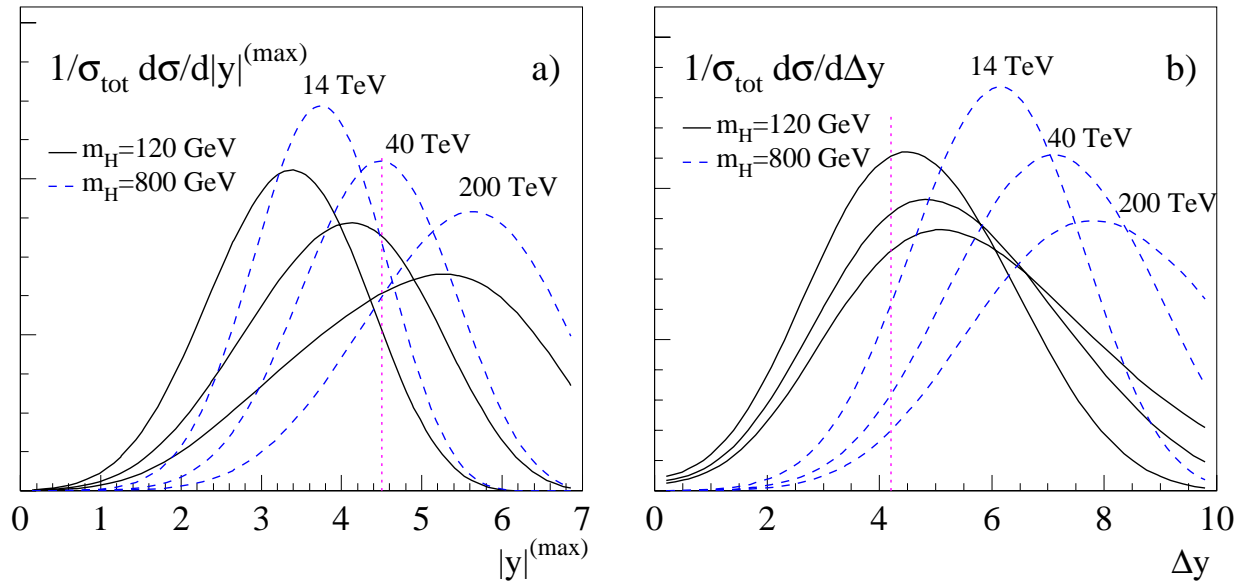 1/σtot dσ/d|y|(max)
a)
14 TeV
m_H=120 GeV
m_H=800 GeV
40 TeV
200 TeV
0 1 2 3 4 5 6 7
|y|(max)
1/σtot dσ/dΔy
b)
14 TeV
m_H=120 GeV
m_H=800 GeV
40 TeV
200 TeV
0 2 4 6 8 10
Δy